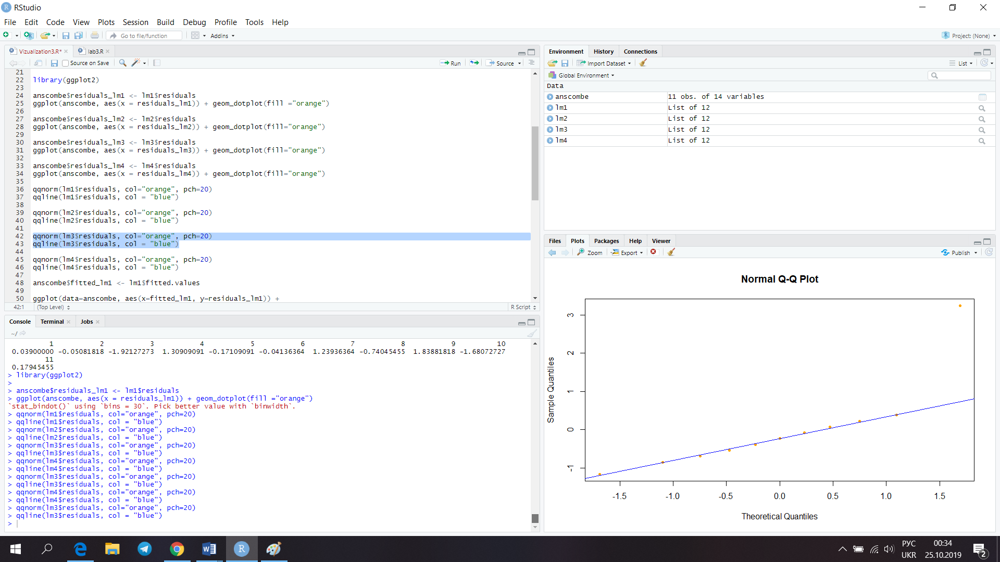 RStudio
File Edit Code View Plots Session Build Debug Profile Tools Help
Go to file/function Addins Project: (None)
Vizualization3.R* lab3.R
Source on Save Run Source
21
22 library(ggplot2)
23
24 anscombe$residuals_lm1 <- lm1$residuals
25 ggplot(anscombe, aes(x = residuals_lm1)) + geom_dotplot(fill ="orange")
26
27 anscombe$residuals_lm2 <- lm2$residuals
28 ggplot(anscombe, aes(x = residuals_lm2)) + geom_dotplot(fill="orange")
29
30 anscombe$residuals_lm3 <- lm3$residuals
31 ggplot(anscombe, aes(x = residuals_lm3)) + geom_dotplot(fill="orange")
32
33 anscombe$residuals_lm4 <- lm4$residuals
34 ggplot(anscombe, aes(x = residuals_lm4)) + geom_dotplot(fill="orange")
35
36 qqnorm(lm1$residuals, col="orange", pch=20)
37 qqline(lm1$residuals, col = "blue")
38
39 qqnorm(lm2$residuals, col="orange", pch=20)
40 qqline(lm2$residuals, col = "blue")
41
42 qqnorm(lm3$residuals, col="orange", pch=20)
43 qqline(lm3$residuals, col = "blue")
44
45 qqnorm(lm4$residuals, col="orange", pch=20)
46 qqline(lm4$residuals, col = "blue")
47
48 anscombe$fitted_lm1 <- lm1$fitted.values
49
50 ggplot(data=anscombe, aes(x=fitted_lm1, y=residuals_lm1)) +
42:1 (Top Level) R Script
Console Terminal Jobs
~/
1 2 3 4 5 6 7 8 9 10
0.03900000 -0.05081818 -1.92127273 1.30909091 -0.17109091 -0.04136364 1.23936364 -0.74045455 1.83881818 -1.68072727
11
0.17945455
> library(ggplot2)
>
> anscombe$residuals_lm1 <- lm1$residuals
> ggplot(anscombe, aes(x = residuals_lm1)) + geom_dotplot(fill ="orange")
`stat_bindot()` using `bins = 30`. Pick better value with `binwidth`.
> qqnorm(lm1$residuals, col="orange", pch=20)
> qqline(lm1$residuals, col = "blue")
> qqnorm(lm2$residuals, col="orange", pch=20)
> qqline(lm2$residuals, col = "blue")
> qqnorm(lm3$residuals, col="orange", pch=20)
> qqline(lm3$residuals, col = "blue")
> qqnorm(lm4$residuals, col="orange", pch=20)
> qqline(lm4$residuals, col = "blue")
> qqnorm(lm3$residuals, col="orange", pch=20)
> qqline(lm3$residuals, col = "blue")
> qqnorm(lm4$residuals, col="orange", pch=20)
> qqline(lm4$residuals, col = "blue")
> qqnorm(lm3$residuals, col="orange", pch=20)
> qqline(lm3$residuals, col = "blue")
>
Environment History Connections
Import Dataset List
Global Environment
Data
anscombe 11 obs. of 14 variables
lm1 List of 12
lm2 List of 12
lm3 List of 12
lm4 List of 12
Files Plots Packages Help Viewer
Zoom Export Publish
Normal Q-Q Plot
Sample Quantiles
3
2
1
0
-1
-1.5 -1.0 -0.5 0.0 0.5 1.0 1.5
Theoretical Quantiles
РУС 00:34
UKR 25.10.2019
2